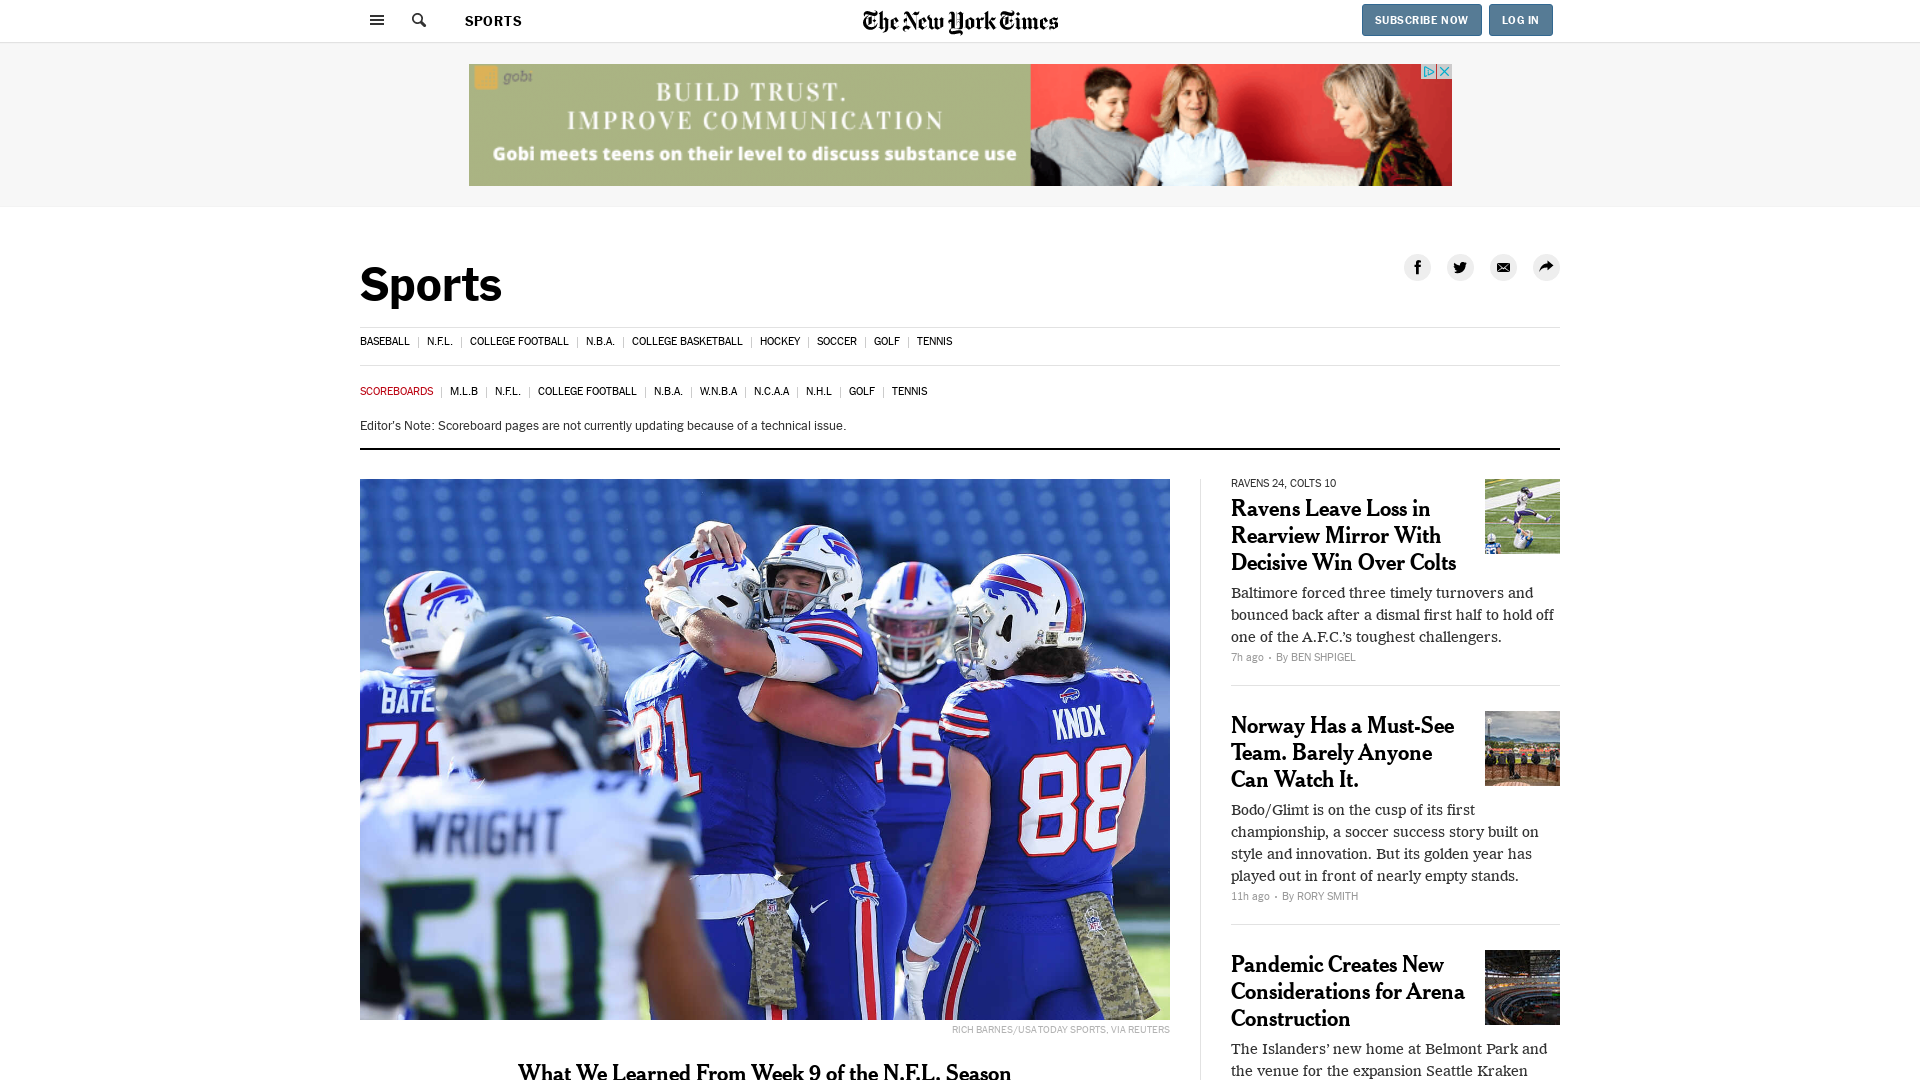 SPORTS
The New York Times
SUBSCRIBE NOW
LOG IN
gobi
BUILD TRUST.
IMPROVE COMMUNICATION
Gobi meets teens on their level to discuss substance use
Sports
BASEBALL | N.F.L. | COLLEGE FOOTBALL | N.B.A. | COLLEGE BASKETBALL | HOCKEY | SOCCER | GOLF | TENNIS
SCOREBOARDS | M.L.B | N.F.L. | COLLEGE FOOTBALL | N.B.A. | W.N.B.A | N.C.A.A | N.H.L | GOLF | TENNIS
Editor's Note: Scoreboard pages are not currently updating because of a technical issue.
BATES
71
81
76
KNOX
88
WRIGHT
50
RICH BARNES/USA TODAY SPORTS, VIA REUTERS
What We Learned From Week 9 of the N.F.L. Season
RAVENS 24, COLTS 10
Ravens Leave Loss in
Rearview Mirror With
Decisive Win Over Colts
Baltimore forced three timely turnovers and
bounced back after a dismal first half to hold off
one of the A.F.C.’s toughest challengers.
7h ago • By BEN SHPIGEL
Norway Has a Must-See
Team. Barely Anyone
Can Watch It.
Bodo/Glimt is on the cusp of its first
championship, a soccer success story built on
style and innovation. But its golden year has
played out in front of nearly empty stands.
11h ago • By RORY SMITH
Pandemic Creates New
Considerations for Arena
Construction
The Islanders’ new home at Belmont Park and
the venue for the expansion Seattle Kraken